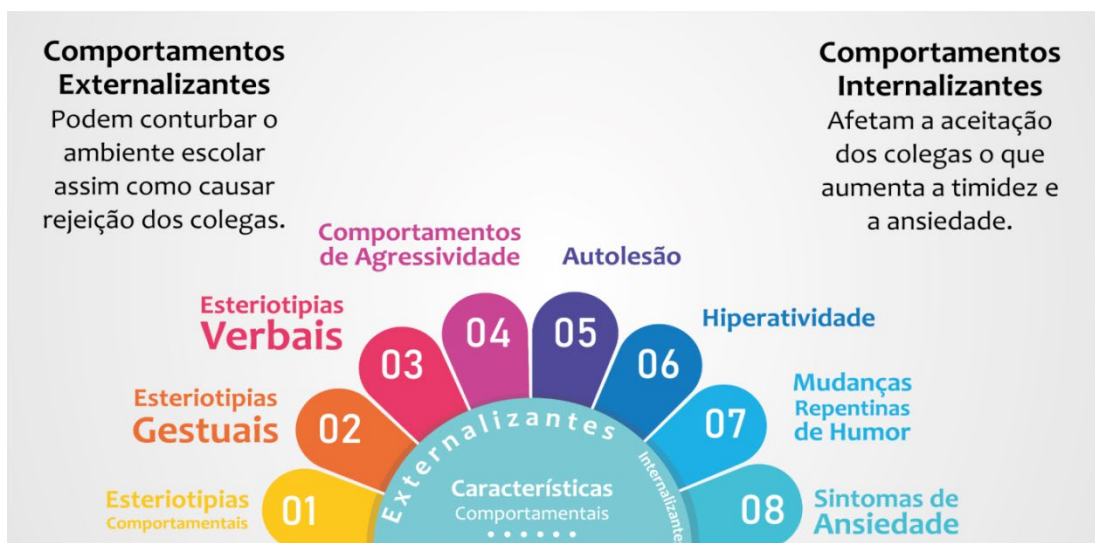 Comportamentos
Externalizantes
Podem conturbar o
ambiente escolar
assim como causar
rejeição dos colegas.
Comportamentos
Internalizantes
Afetam a aceitação
dos colegas o que
aumenta a timidez e
a ansiedade.
Esteriotipias
Comportamentais
01
Esteriotipias
Gestuais
02
Esteriotipias
Verbais
03
Comportamentos
de Agressividade
04
Autolesão
05
Hiperatividade
06
Mudanças
Repentinas
de Humor
07
Sintomas de
Ansiedade
08
Externalizantes
Internalizantes
Características
Comportamentais